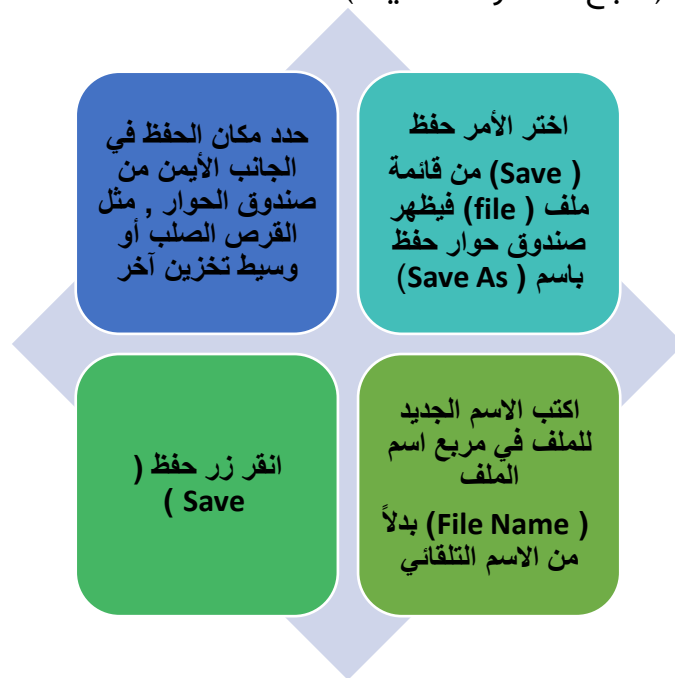 اختر الأمر حفظ
( Save) من قائمة
ملف ( file) فيظهر
صندوق حوار حفظ
باسم ( Save As)
حدد مكان الحفظ في
الجانب الأيمن من
صندوق الحوار , مثل
القرص الصلب أو
وسيط تخزين آخر
اكتب الاسم الجديد
للملف في مربع اسم
الملف
( File Name) بدلاً
من الاسم التلقائي
انقر زر حفظ (
Save )